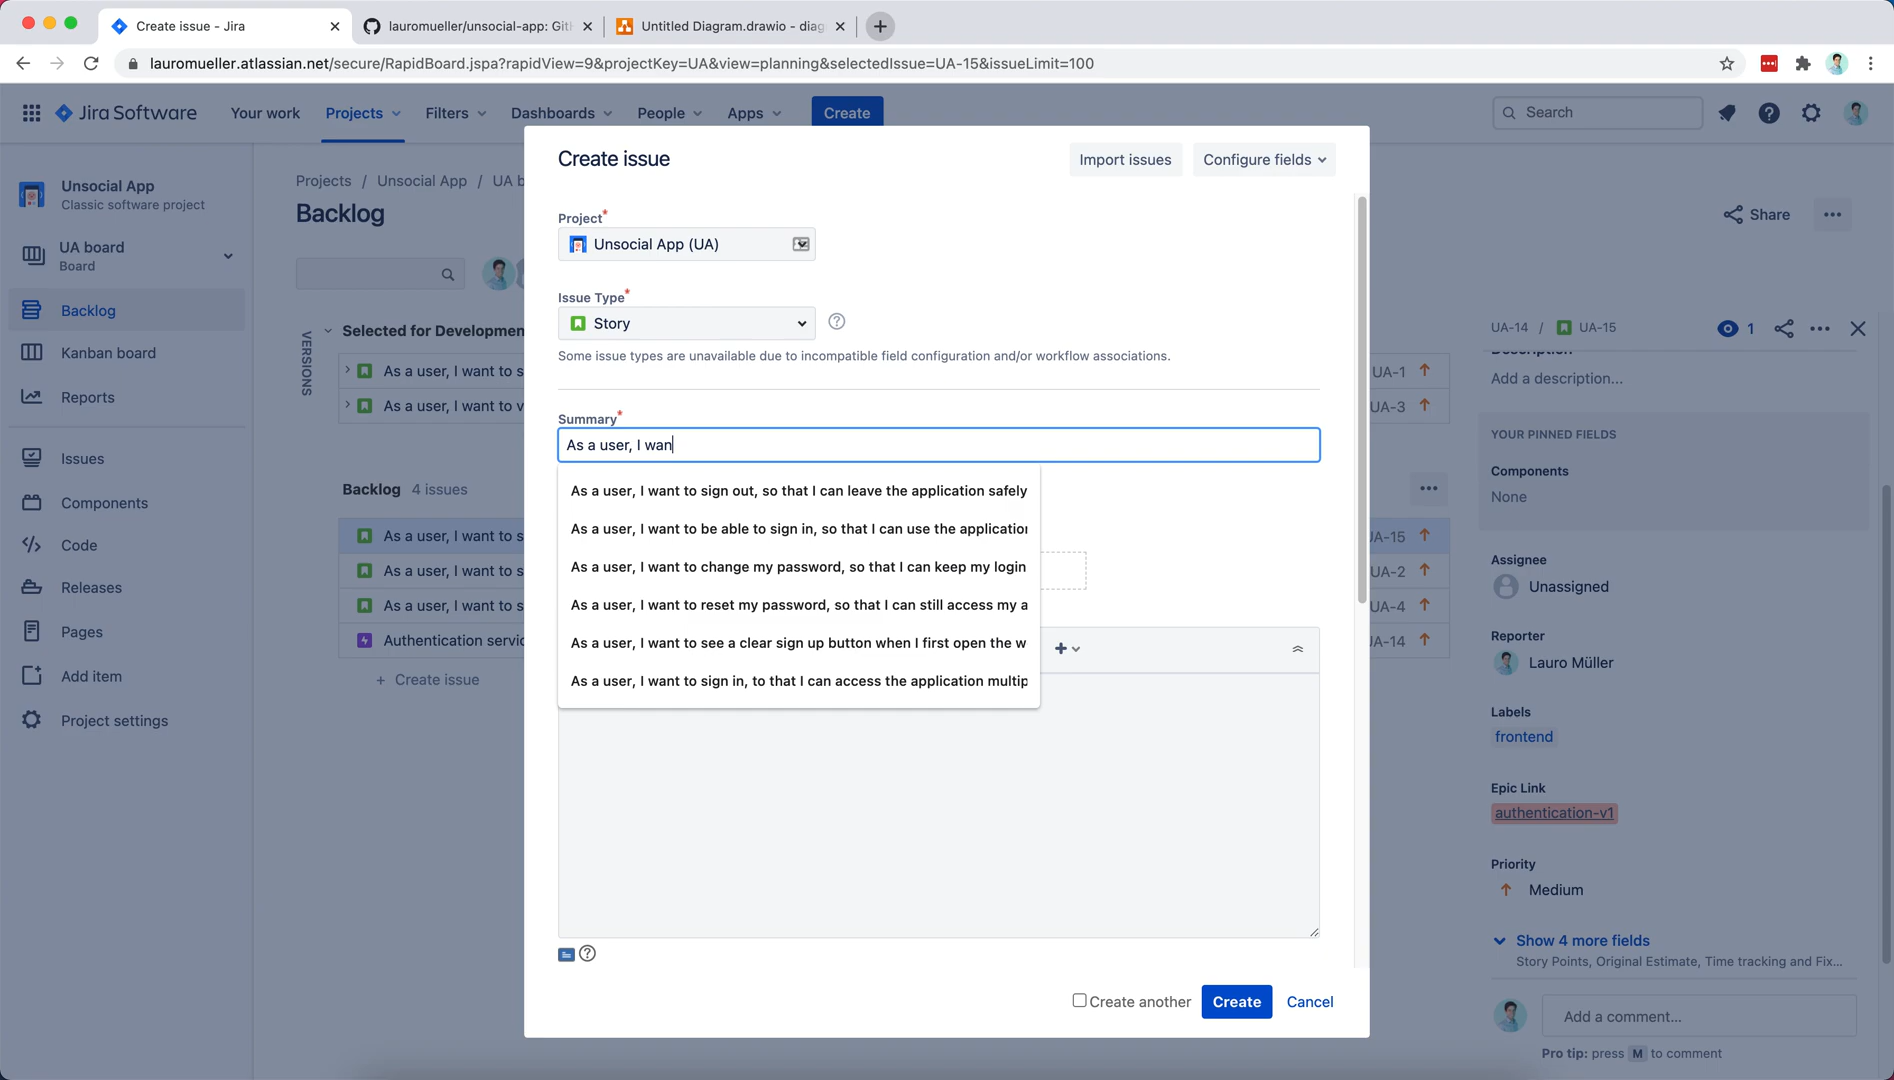 Create issue - Jira
lauromueller/unsocial-app: Git
Untitled Diagram.drawio - diag
lauromueller.atlassian.net/secure/RapidBoard.jspa?rapidView=9&projectKey=UA&view=planning&selectedIssue=UA-15&issueLimit=100
Jira Software
Your work
Projects
Filters
Dashboards
People
Apps
Create
Search
Unsocial App
Classic software project
UA board
Board
Backlog
Kanban board
Reports
Issues
Components
Code
Releases
Pages
Add item
Project settings
Projects / Unsocial App / UA b
Backlog
Share
VERSIONS
Selected for Developmen
As a user, I want to s
UA-1
As a user, I want to v
UA-3
Backlog 4 issues
As a user, I want to s
UA-15
As a user, I want to s
UA-2
As a user, I want to s
UA-4
Authentication servic
UA-14
+ Create issue
Create issue
Import issues
Configure fields
Project*
Unsocial App (UA)
Issue Type*
Story
Some issue types are unavailable due to incompatible field configuration and/or workflow associations.
Summary*
As a user, I wan
As a user, I want to sign out, so that I can leave the application safely
As a user, I want to be able to sign in, so that I can use the application
As a user, I want to change my password, so that I can keep my login
As a user, I want to reset my password, so that I can still access my a
As a user, I want to see a clear sign up button when I first open the w
As a user, I want to sign in, to that I can access the application multip
Create another
Create
Cancel
UA-14 / UA-15
1
Description
Add a description...
YOUR PINNED FIELDS
Components
None
Assignee
Unassigned
Reporter
Lauro Müller
Labels
frontend
Epic Link
authentication-v1
Priority
Medium
Show 4 more fields
Story Points, Original Estimate, Time tracking and Fix...
Add a comment...
Pro tip: press M to comment